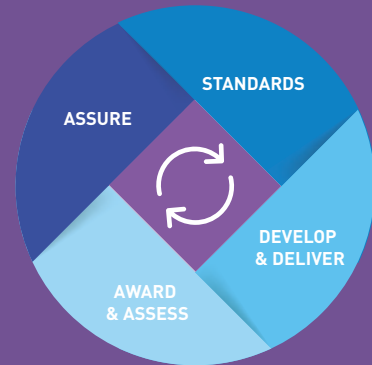 STANDARDS
DEVELOP
& DELIVER
AWARD
& ASSESS
ASSURE